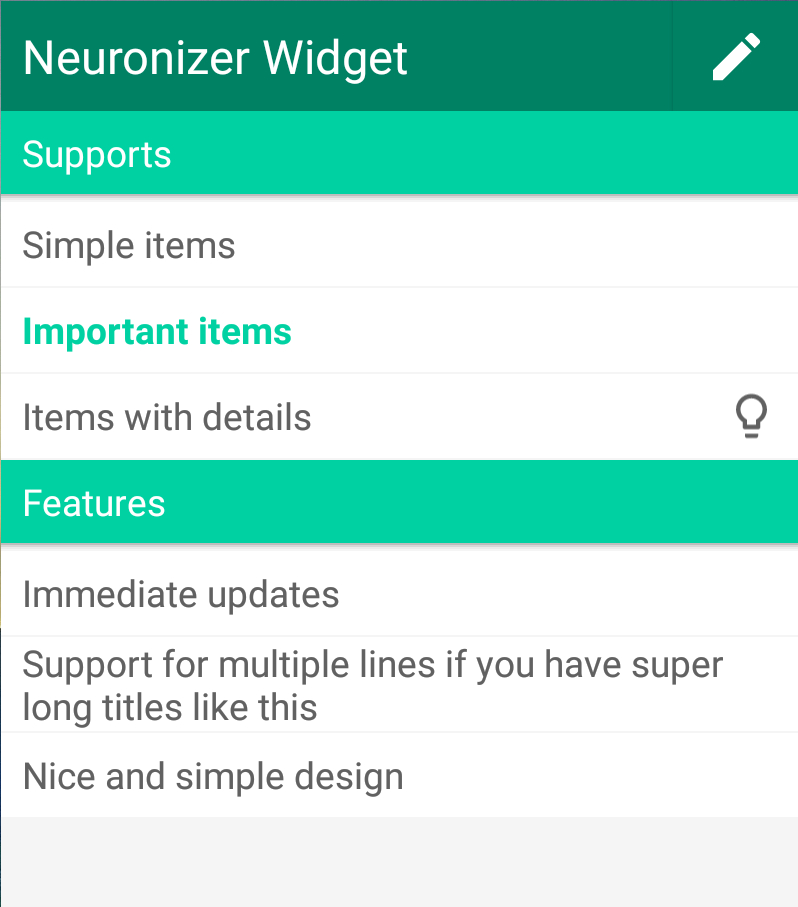 Neuronizer Widget
Supports
Simple items
Important items
Items with details
Features
Immediate updates
Support for multiple lines if you have super
long titles like this
Nice and simple design